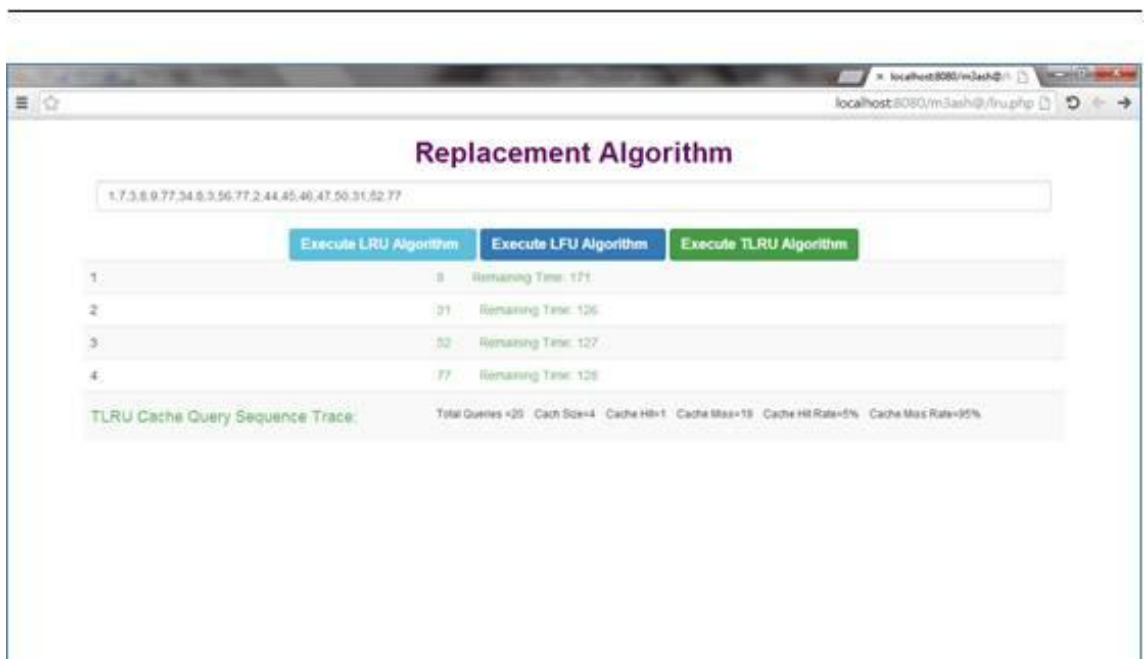 localhost:8080/m3ash@/l
localhost:8080/m3ash@/lru.php
Replacement Algorithm
1,7,3,8,9,77,34,8,3,56,77,2,44,45,46,47,50,31,52,77
Execute LRU Algorithm Execute LFU Algorithm Execute TLRU Algorithm
1 Remaining Time: 171
2 31 Remaining Time: 126
3 52 Remaining Time: 127
4 77 Remaining Time: 128
TLRU Cache Query Sequence Trace: Total Queries =20 Cach Size=4 Cache Hit=1 Cache Miss=19 Cache Hit Rate=5% Cache Miss Rate=95%